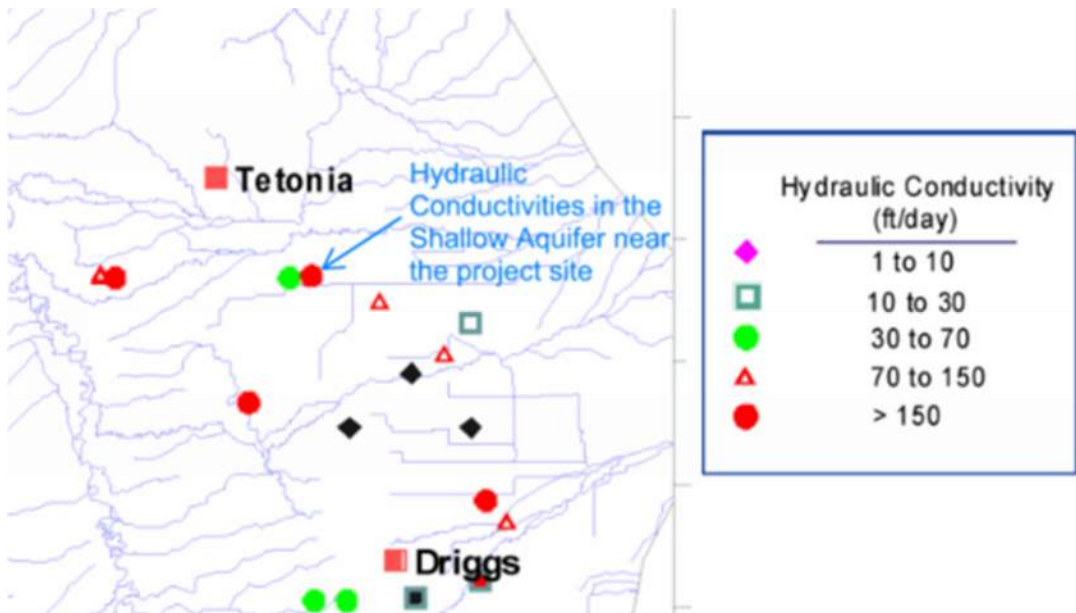 Tetonia
Hydraulic
Conductivities in the
Shallow Aquifer near
the project site
Driggs
Hydraulic Conductivity
(ft/day)
1 to 10
10 to 30
30 to 70
70 to 150
> 150